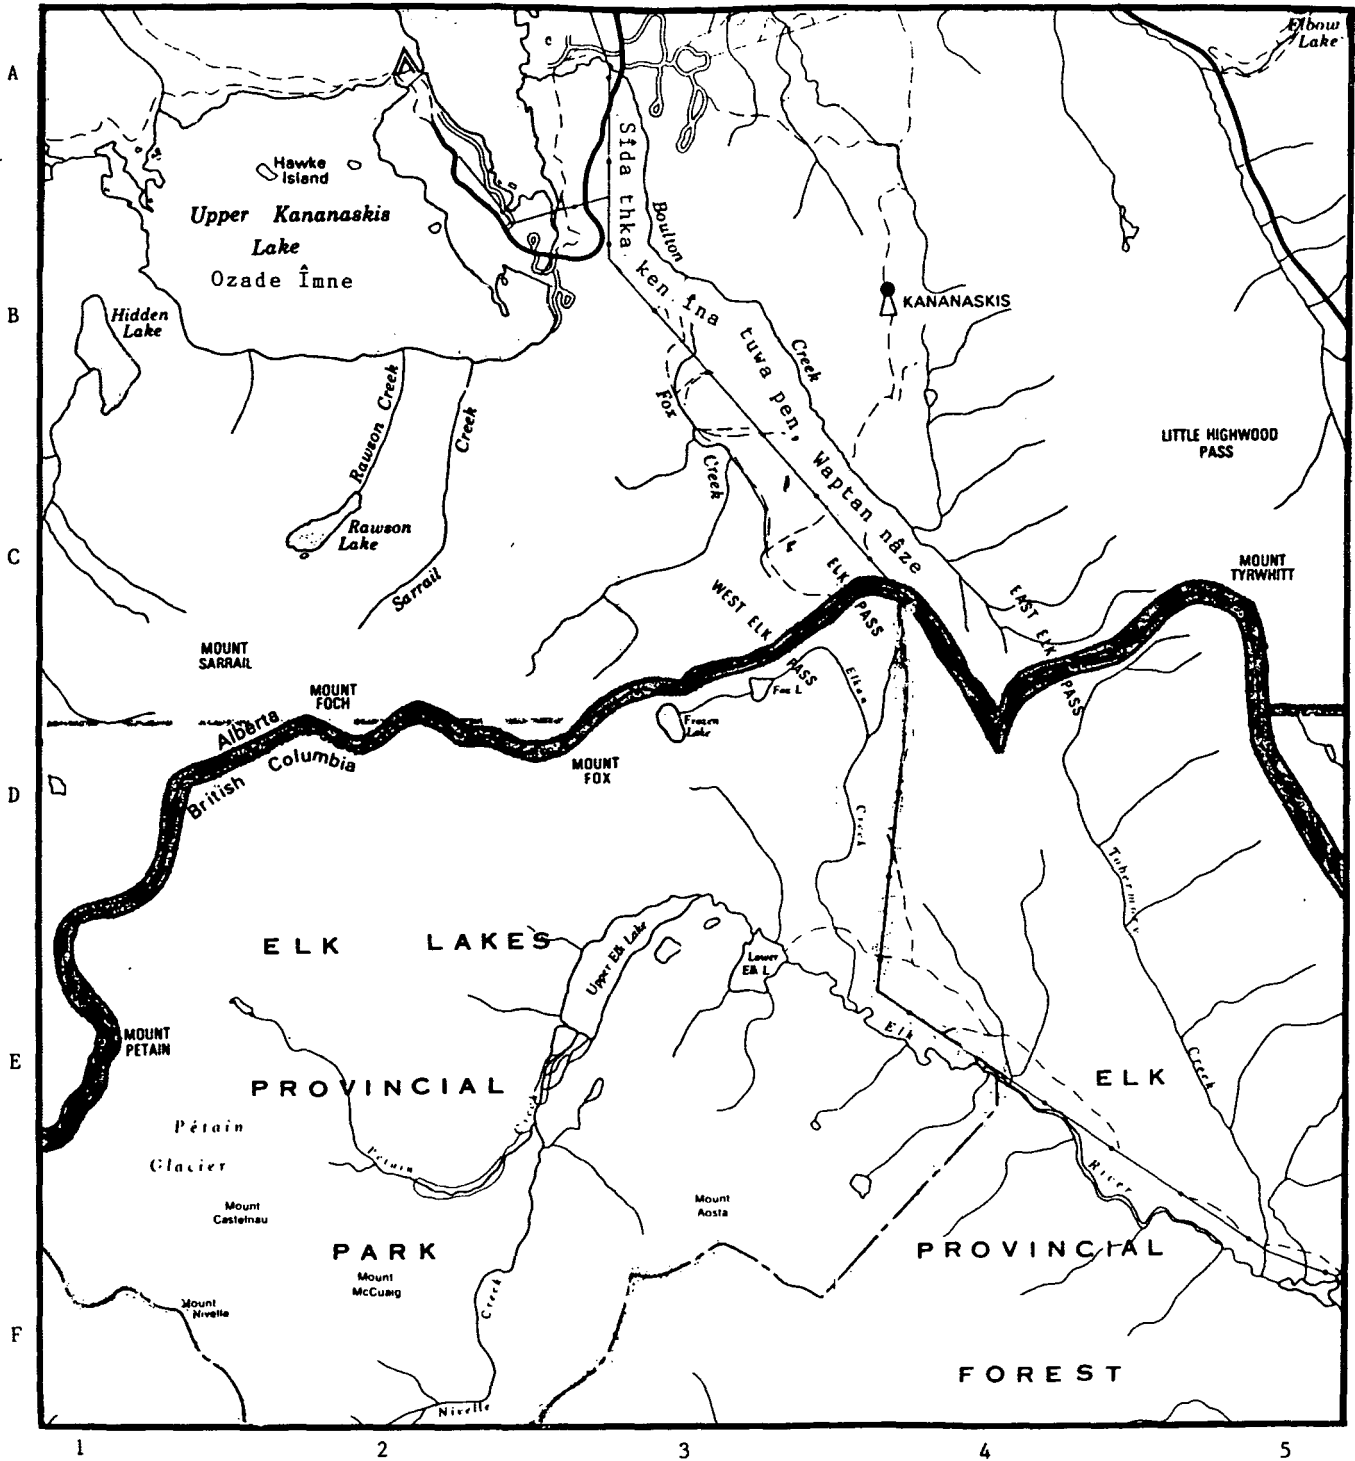 A
B
C
D
E
F
1 2 3 4 5
Elbow
Lake
c
Hawke
Island
Upper Kananaskis
Lake
Ozade Îmne
Hidden
Lake
Boulton
Creek
KANANASKIS
Sîda thka ken îna tuwa pen, Waptan nâze
Fox
Creek
Rawson Creek
Creek
Sarrail
Rawson
Lake
LITTLE HIGHWOOD
PASS
MOUNT
TYRWHITT
ELK
PASS
WEST ELK
PASS
EAST ELK
PASS
MOUNT
SARRAIL
MOUNT
FOCH
Alberta
British Columbia
Fox L
Frozen
Lake
Elkan
Creek
MOUNT
FOX
Tobermory
Creek
ELK LAKES
Upper Elk Lake
Lower
Elk L
MOUNT
PETAIN
Elk
River
PROVINCIAL
ELK
Pétain
Glacier
Petain
Creek
Mount
Castelnau
Mount
Aosta
PARK
Mount
McCuaig
PROVINCIAL
Mount
Nivelle
Creek
Nivelle
FOREST